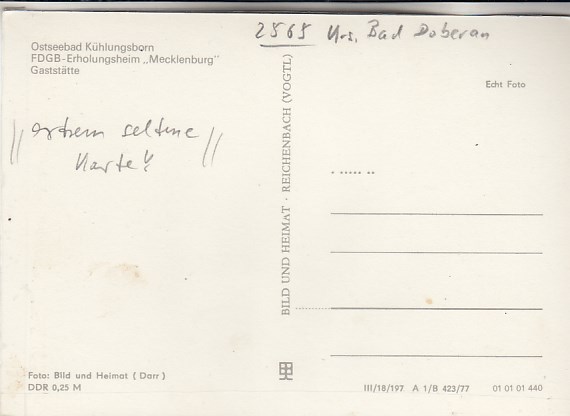 2565 Krs. Bad Doberan
Ostseebad Kühlungsborn
FDGB-Erholungsheim „Mecklenburg"
Gaststätte
Echt Foto
// extrem seltene
Karte! //
BILD UND HEIMAT · REICHENBACH (VOGTL)
Foto: Bild und Heimat ( Darr )
DDR 0,25 M
III/18/197 A 1/B 423/77 01 01 01 440